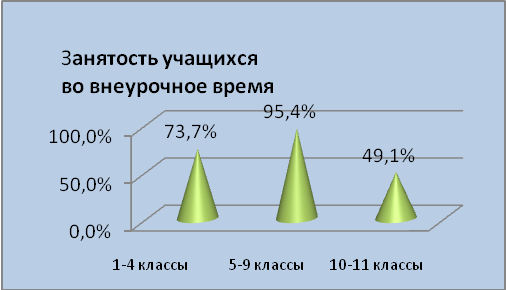 Занятость учащихся
во внеурочное время
95,4%
100,0%
73,7%
49,1%
50,0%
0,0%
1-4 классы
5-9 классы
10-11 классы